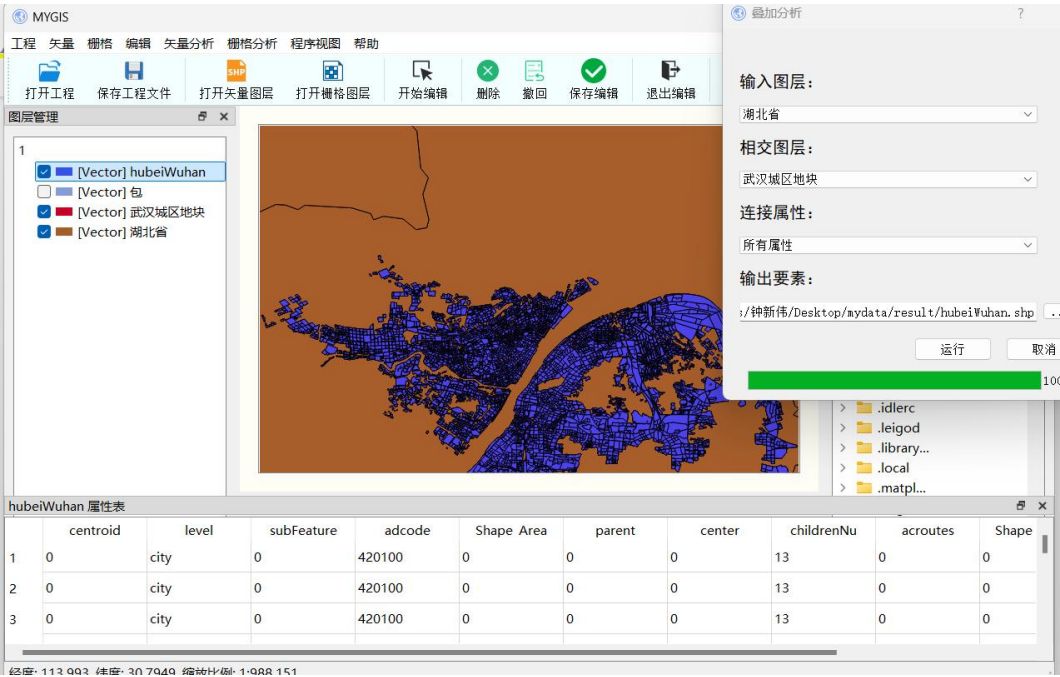 MYGIS
工程 矢量 栅格 编辑 矢量分析 栅格分析 程序视图 帮助
SHP
打开工程 保存工程文件 打开矢量图层 打开栅格图层 开始编辑 删除 撤回 保存编辑 退出编辑
图层管理
1
[Vector] hubeiWuhan
[Vector] 包
[Vector] 武汉城区地块
[Vector] 湖北省
叠加分析
?
输入图层：
湖北省
相交图层：
武汉城区地块
连接属性：
所有属性
输出要素：
;/钟新伟/Desktop/mydata/result/hubeiWuhan.shp ..
运行 取消
100
.idlerc
.leigod
.library...
.local
.matpl...
hubeiWuhan 属性表
centroid level subFeature adcode Shape_Area parent center childrenNu acroutes Shape
1 0 city 0 420100 0 0 0 13 0 0
2 0 city 0 420100 0 0 0 13 0 0
3 0 city 0 420100 0 0 0 13 0 0
经度: 113.993 纬度: 30.7949 缩放比例: 1:988.151